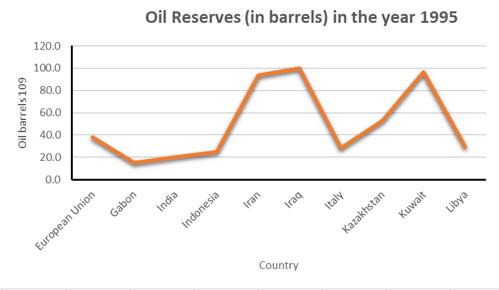 Oil Reserves (in barrels) in the year 1995
Oil barrels109
120.0
100.0
80.0
60.0
40.0
20.0
0.0
European Union
Gabon
India
Indonesia
Iran
Iraq
Italy
Kazakhstan
Kuwait
Libya
Country